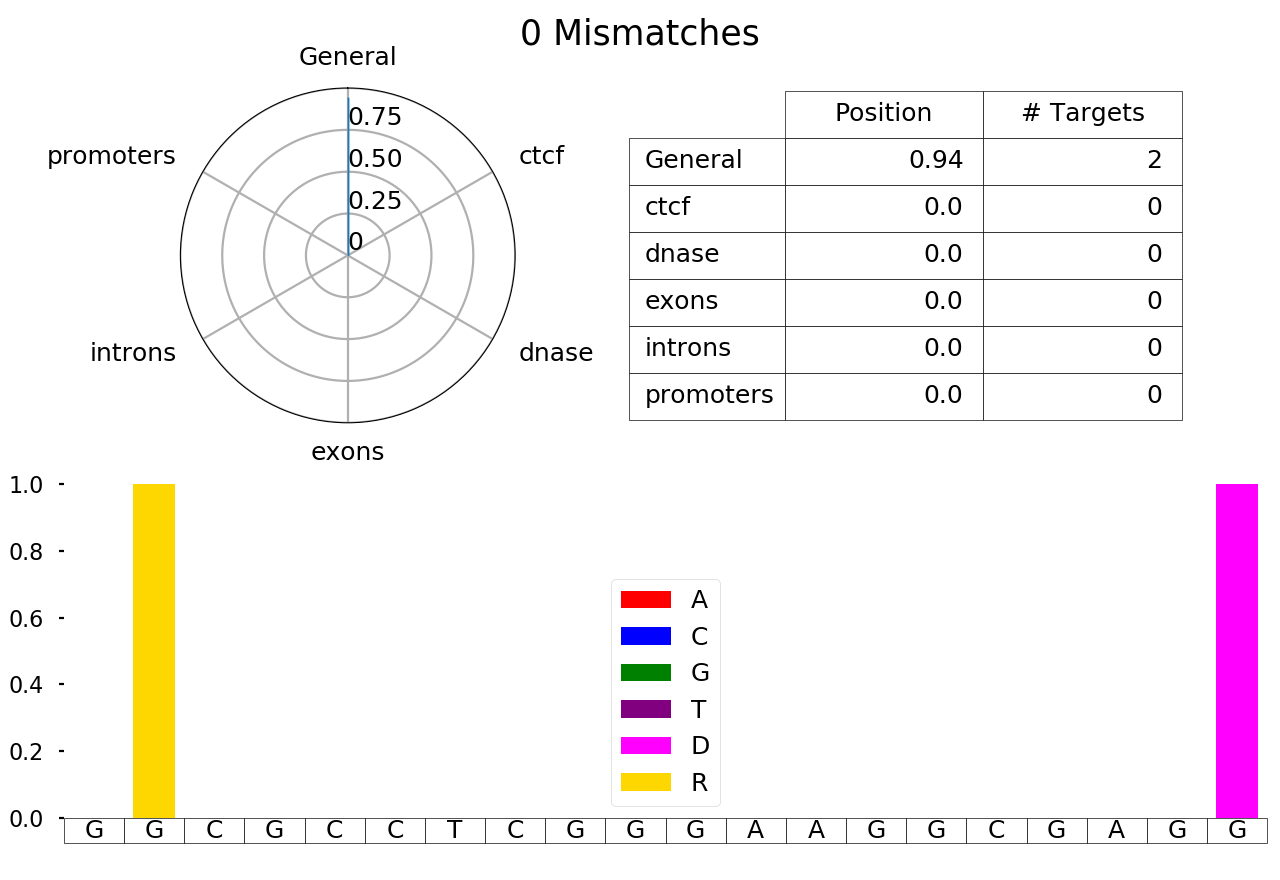 0 Mismatches
General
promoters
ctcf
0.75
0.50
0.25
0
introns
dnase
exons
Position # Targets
General 0.94 2
ctcf 0.0 0
dnase 0.0 0
exons 0.0 0
introns 0.0 0
promoters 0.0 0
1.0
0.8
0.6
0.4
0.2
0.0
A
C
G
T
D
R
G G C G C C T C G G G A A G G C G A G G